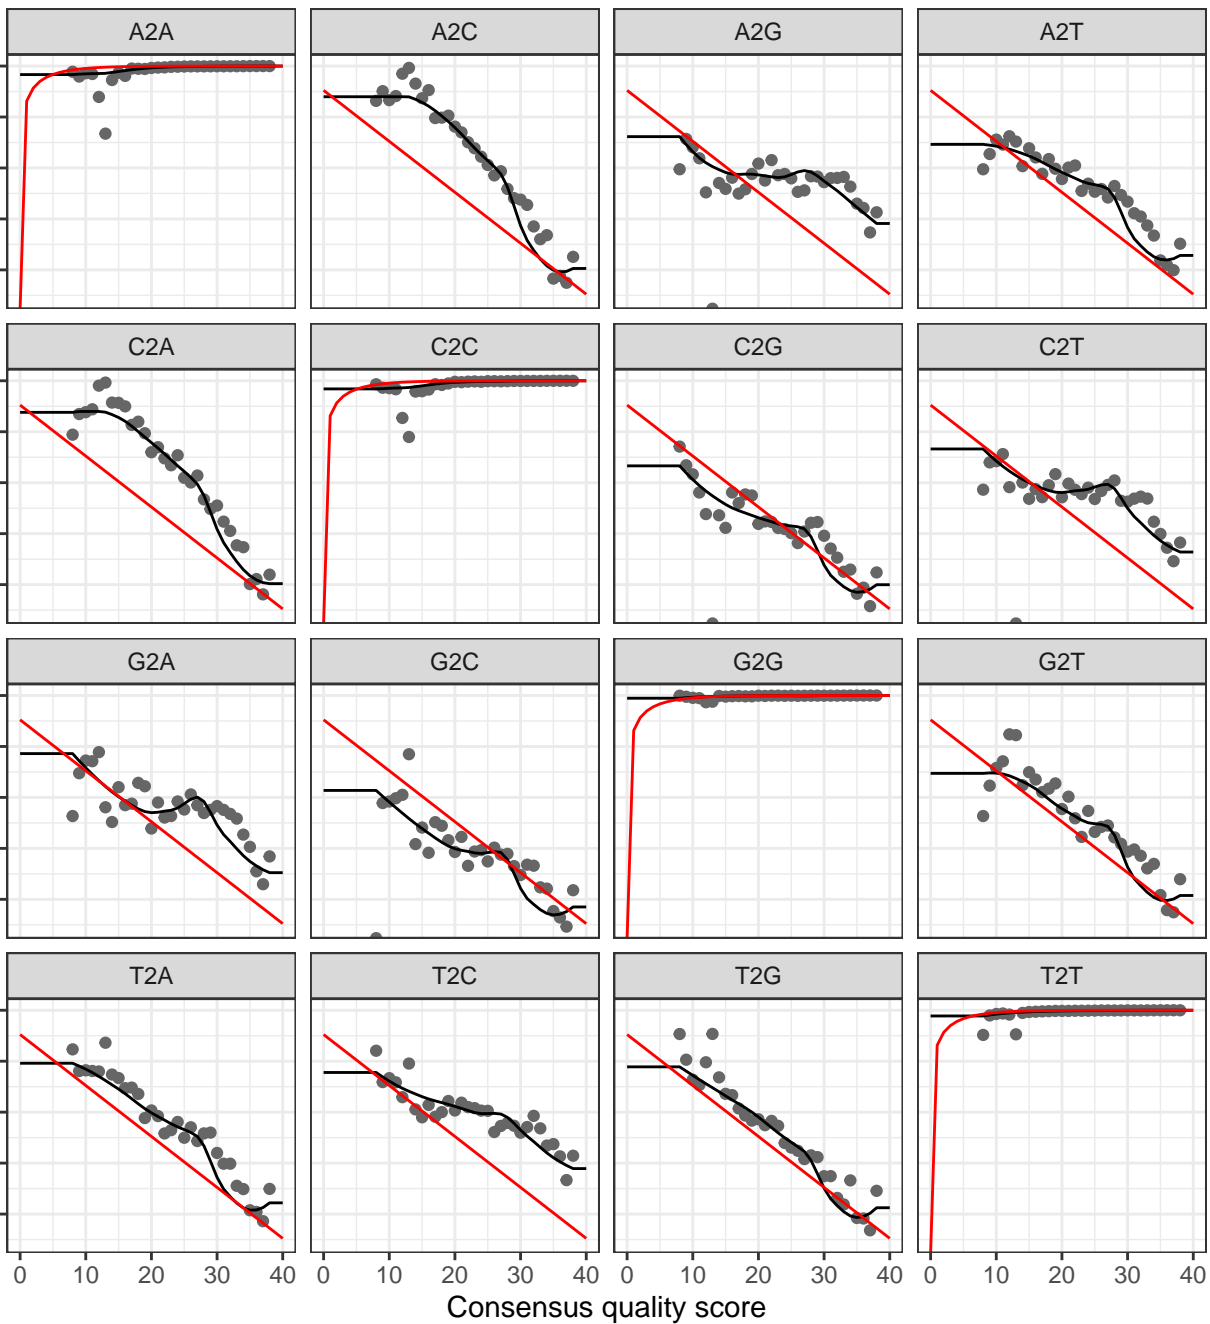 A2A A2C A2G A2T
C2A C2C C2G C2T
G2A G2C G2G G2T
T2A T2C T2G T2T
0 10 20 30 40 0 10 20 30 40 0 10 20 30 40 0 10 20 30 40
Consensus quality score